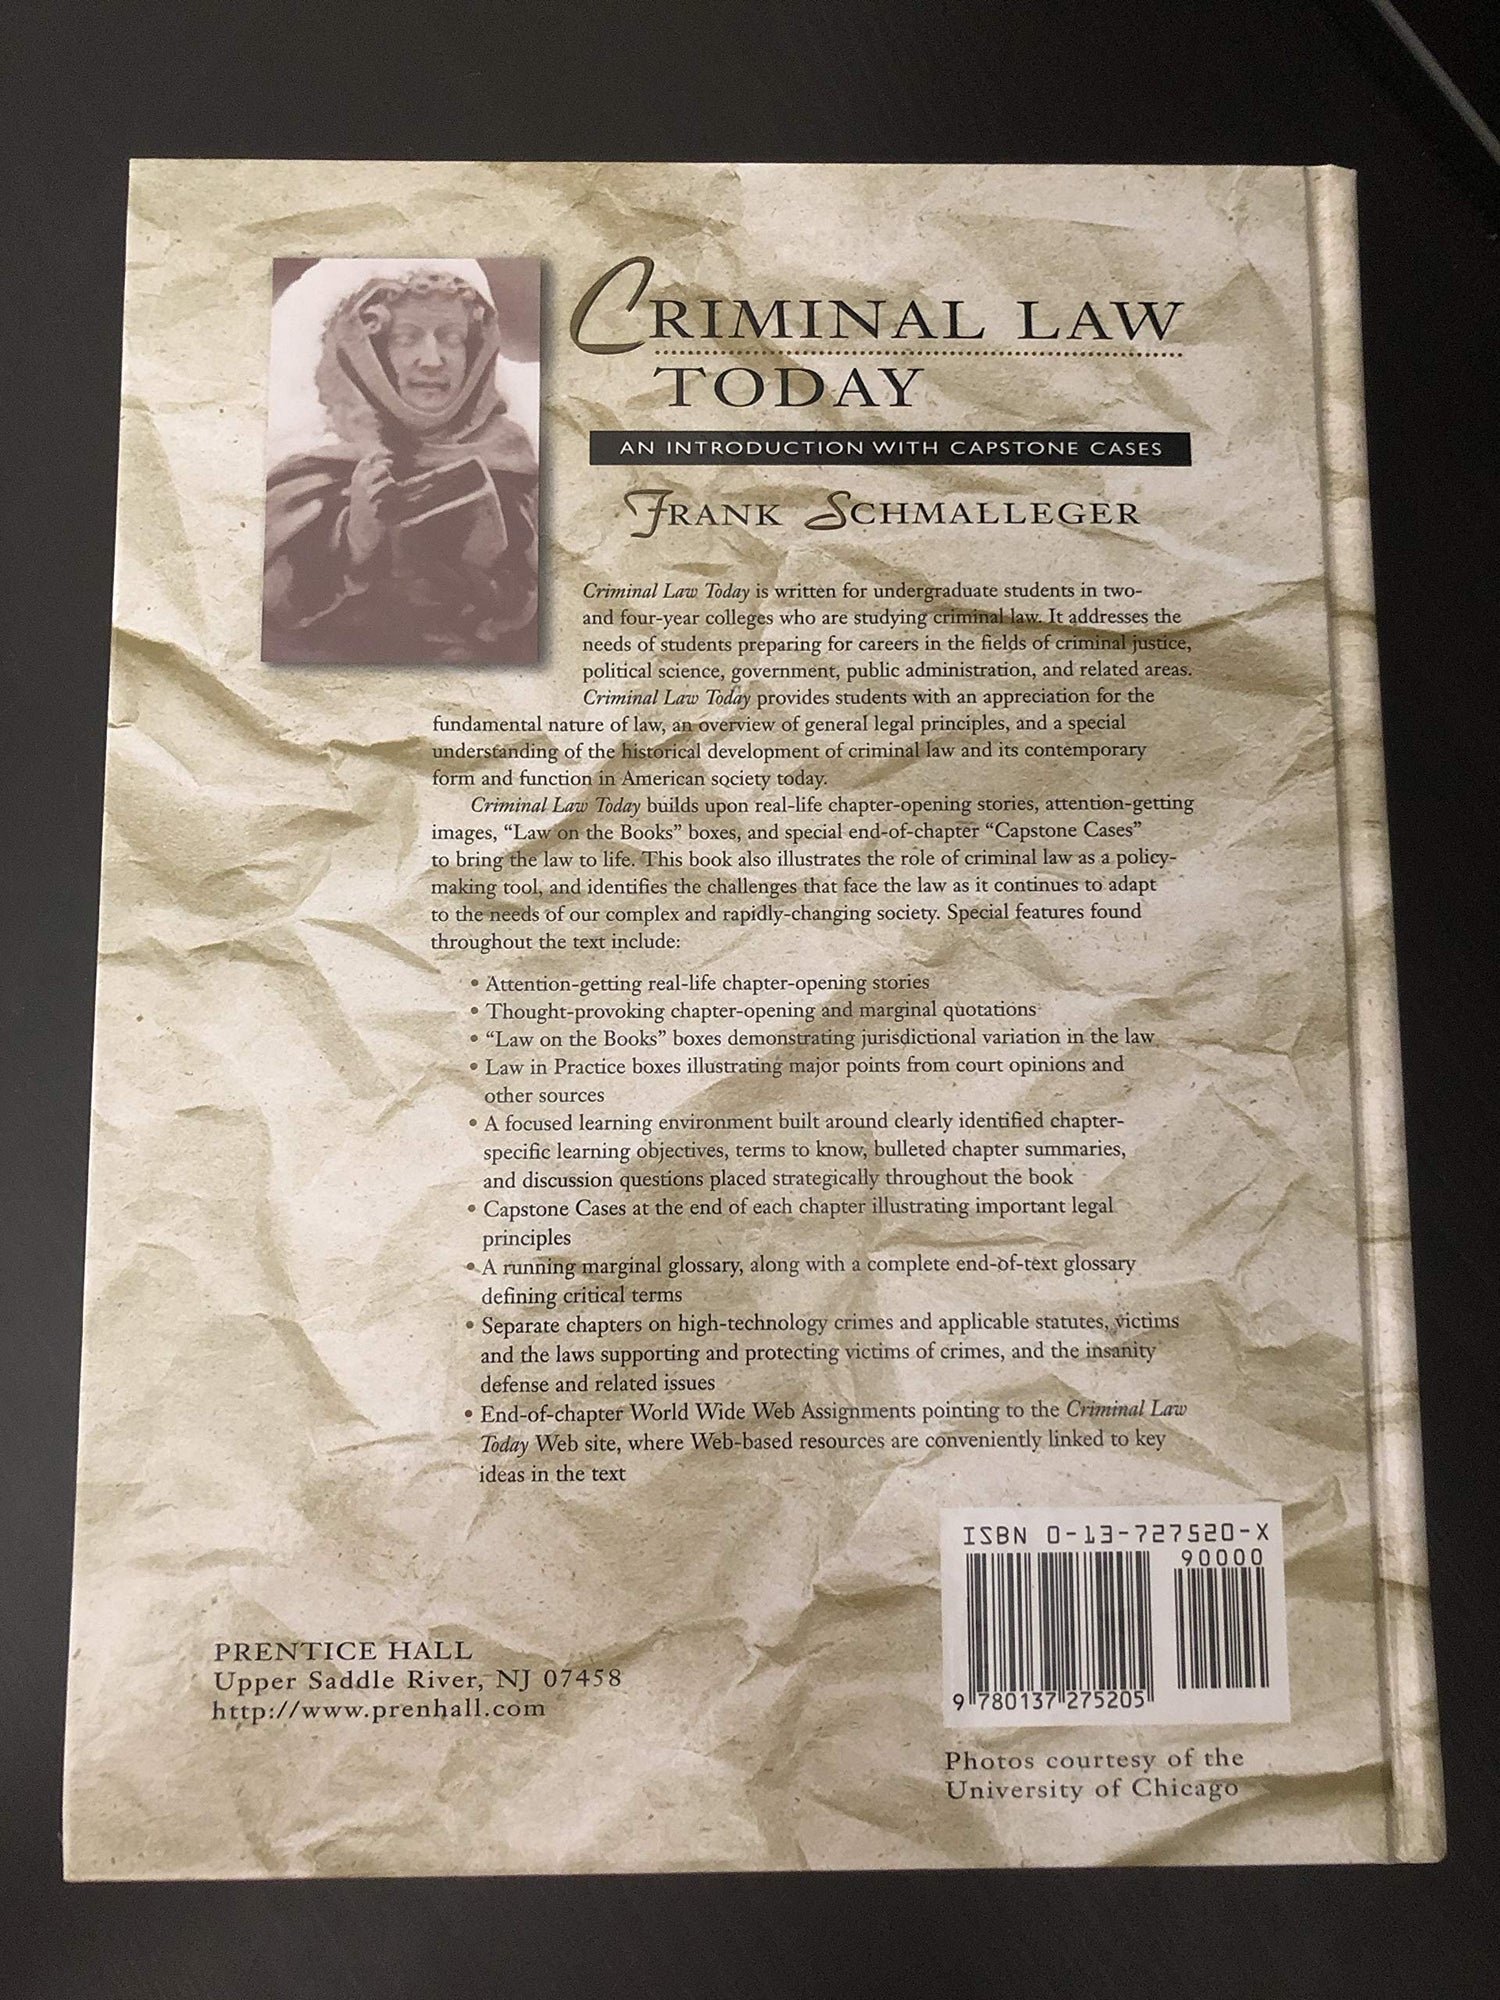 CRIMINAL LAW
TODAY
AN INTRODUCTION WITH CAPSTONE CASES
FRANK SCHMALLEGER
Criminal Law Today is written for undergraduate students in two-
and four-year colleges who are studying criminal law. It addresses the
needs of students preparing for careers in the fields of criminal justice,
political science, government, public administration, and related areas.
Criminal Law Today provides students with an appreciation for the
fundamental nature of law, an overview of general legal principles, and a special
understanding of the historical development of criminal law and its contemporary
form and function in American society today.
Criminal Law Today builds upon real-life chapter-opening stories, attention-getting
images, “Law on the Books” boxes, and special end-of-chapter “Capstone Cases”
to bring the law to life. This book also illustrates the role of criminal law as a policy-
making tool, and identifies the challenges that face the law as it continues to adapt
to the needs of our complex and rapidly-changing society. Special features found
throughout the text include:
• Attention-getting real-life chapter-opening stories
• Thought-provoking chapter-opening and marginal quotations
• “Law on the Books” boxes demonstrating jurisdictional variation in the law
• Law in Practice boxes illustrating major points from court opinions and
other sources
• A focused learning environment built around clearly identified chapter-
specific learning objectives, terms to know, bulleted chapter summaries,
and discussion questions placed strategically throughout the book
• Capstone Cases at the end of each chapter illustrating important legal
principles
• A running marginal glossary, along with a complete end-of-text glossary
defining critical terms
• Separate chapters on high-technology crimes and applicable statutes, victims
and the laws supporting and protecting victims of crimes, and the insanity
defense and related issues
• End-of-chapter World Wide Web Assignments pointing to the Criminal Law
Today Web site, where Web-based resources are conveniently linked to key
ideas in the text
ISBN 0-13-727520-X
90000
9 780137 275205
PRENTICE HALL
Upper Saddle River, NJ 07458
http://www.prenhall.com
Photos courtesy of the
University of Chicago